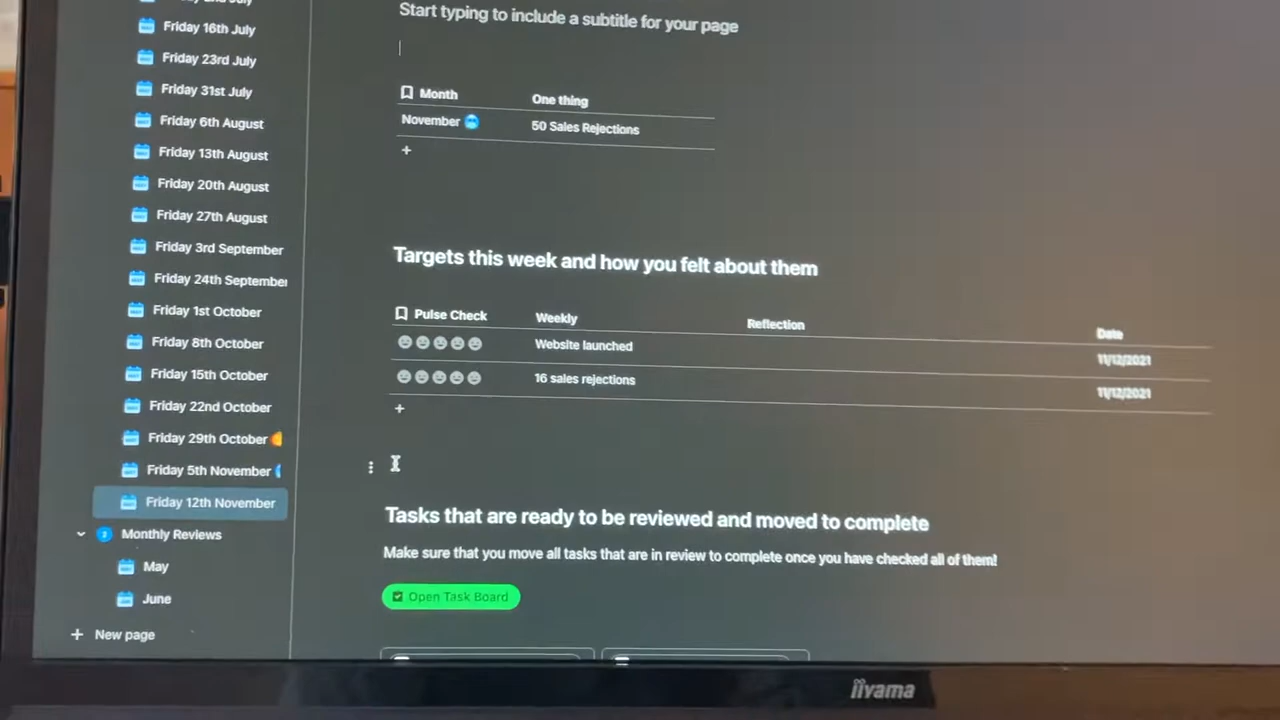 Start typing to include a subtitle for your page
Friday 16th July
Friday 23rd July
Friday 31st July
Friday 6th August
Friday 13th August
Friday 20th August
Friday 27th August
Friday 3rd September
Friday 24th September
Friday 1st October
Friday 8th October
Friday 15th October
Friday 22nd October
Friday 29th October
Friday 5th November
Friday 12th November
Monthly Reviews
May
June
+ New page
Month One thing
November 50 Sales Rejections
+
Targets this week and how you felt about them
Pulse Check Weekly Reflection Date
Website launched 11/12/2021
16 sales rejections 11/12/2021
+
Tasks that are ready to be reviewed and moved to complete
Make sure that you move all tasks that are in review to complete once you have checked all of them!
Open Task Board
iiyama